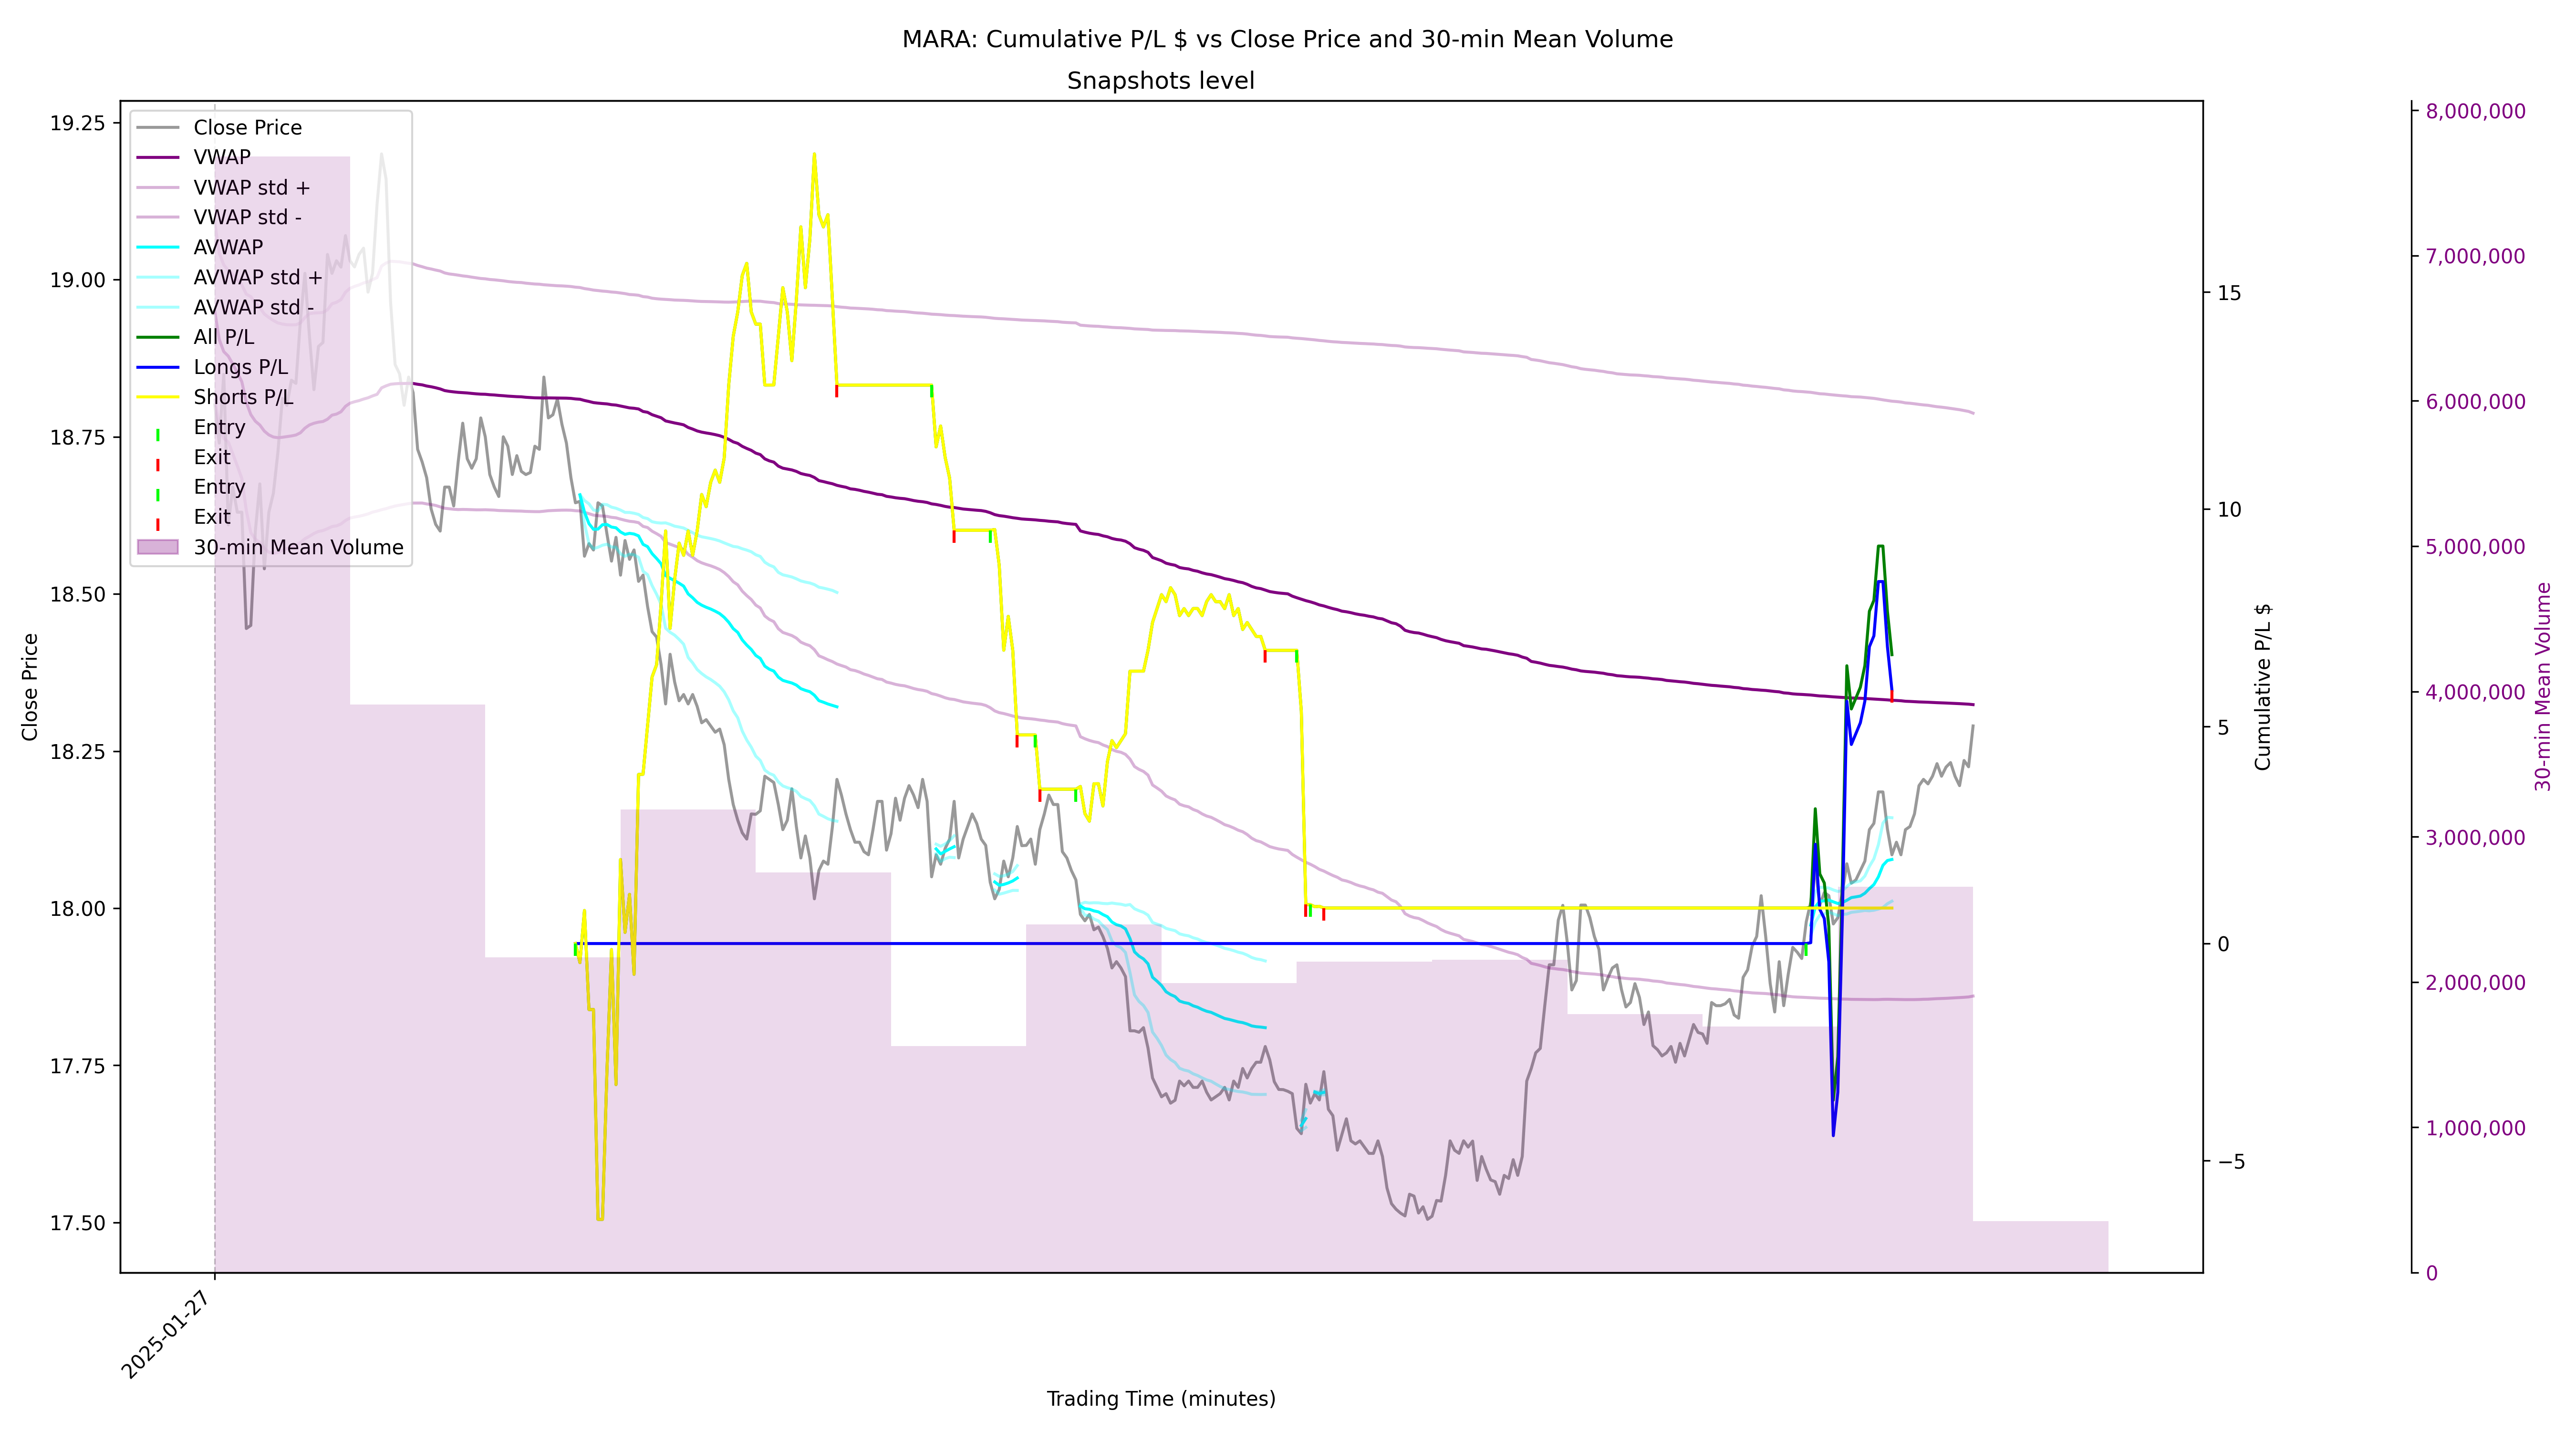 MARA: Cumulative P/L $ vs Close Price and 30-min Mean Volume
Snapshots level
Close Price
VWAP
VWAP std +
VWAP std -
AVWAP
AVWAP std +
AVWAP std -
All P/L
Longs P/L
Shorts P/L
Entry
Exit
Entry
Exit
30-min Mean Volume
Close Price
19.25
19.00
18.75
18.50
18.25
18.00
17.75
17.50
15
10
5
0
−5
Cumulative P/L $
8,000,000
7,000,000
6,000,000
5,000,000
4,000,000
3,000,000
2,000,000
1,000,000
0
30-min Mean Volume
2025-01-27
Trading Time (minutes)